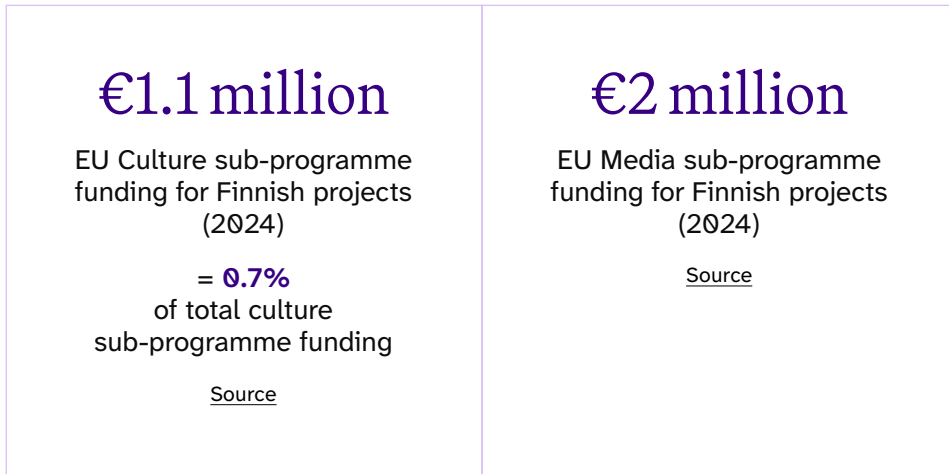 €1.1 million
EU Culture sub-programme
funding for Finnish projects
(2024)
= 0.7%
of total culture
sub-programme funding
Source
€2 million
EU Media sub-programme
funding for Finnish projects
(2024)
Source